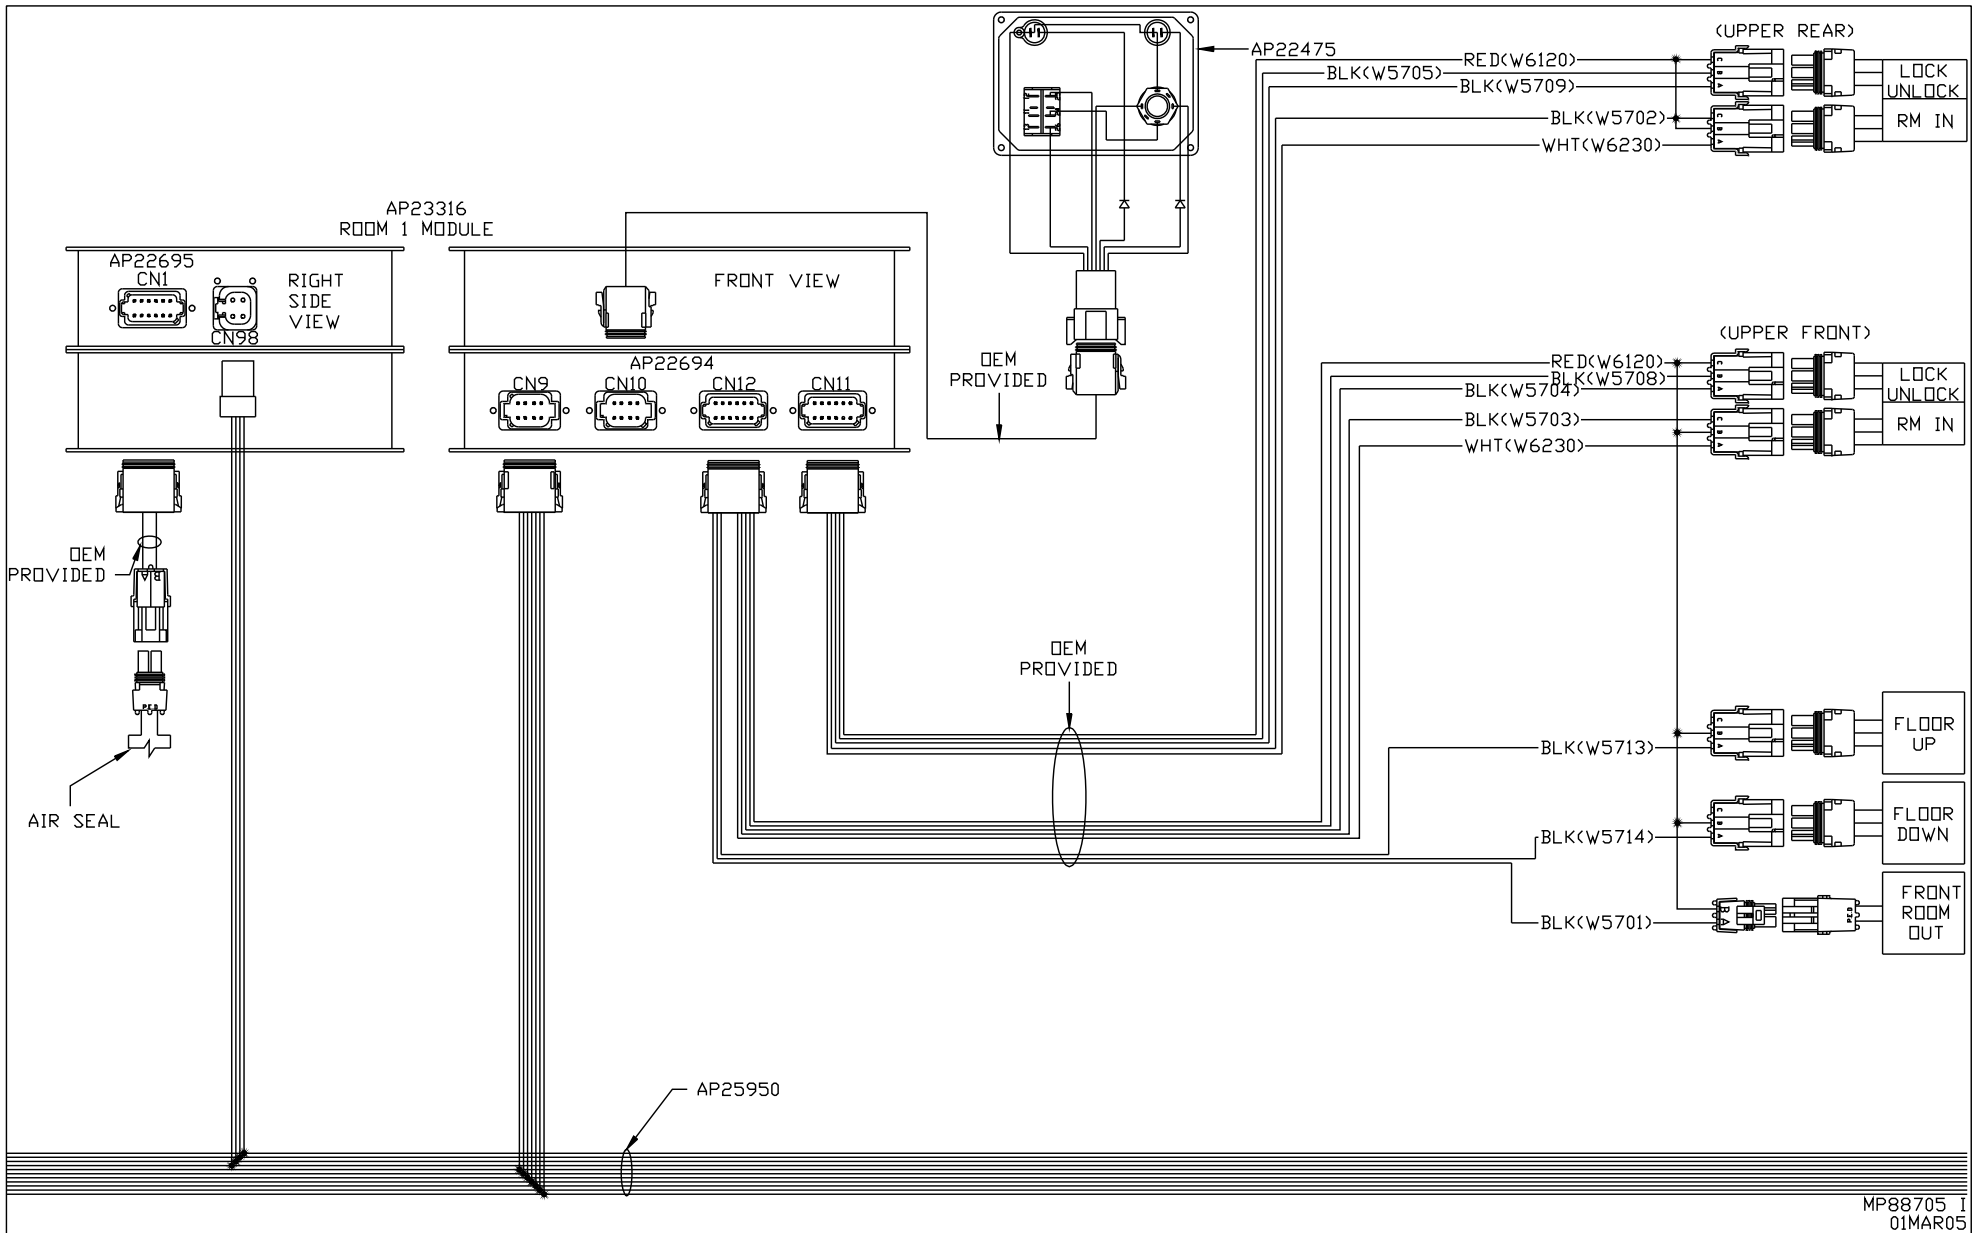 (UPPER REAR)
AP22475
RED(W6120)
BLK(W5705)
BLK(W5709)
BLK(W5702)
WHT(W6230)
C
B
A
C
B
A
LOCK
UNLOCK
RM IN
AP23316
ROOM 1 MODULE
AP22695
CN1
CN98
RIGHT
SIDE
VIEW
FRONT VIEW
AP22694
CN9
CN10
CN12
CN11
OEM
PROVIDED
(UPPER FRONT)
RED(W6120)
BLK(W5708)
BLK(W5704)
BLK(W5703)
WHT(W6230)
C
B
A
C
B
A
LOCK
UNLOCK
RM IN
OEM
PROVIDED
A B
P.E.D
AIR SEAL
OEM
PROVIDED
BLK(W5713)
C
B
A
FLOOR
UP
BLK(W5714)
C
B
A
FLOOR
DOWN
BLK(W5701)
B
A
P.E.D
FRONT
ROOM
OUT
AP25950
MP88705 I
01MAR05